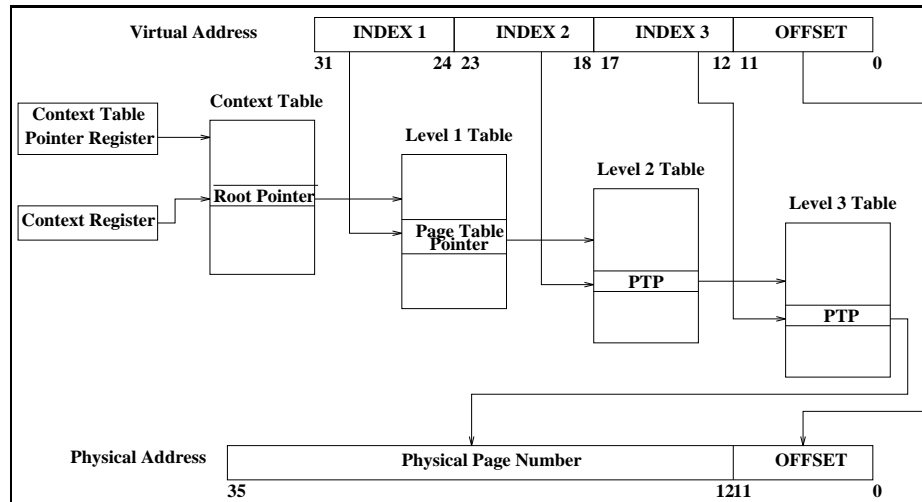 Virtual Address INDEX 1 INDEX 2 INDEX 3 OFFSET
31 24 23 18 17 12 11 0
Context Table
Context Table
Pointer Register
Level 1 Table
Level 2 Table
Root Pointer
Context Register
Level 3 Table
Page Table
Pointer
PTP
PTP
Physical Address Physical Page Number OFFSET
35 12 11 0